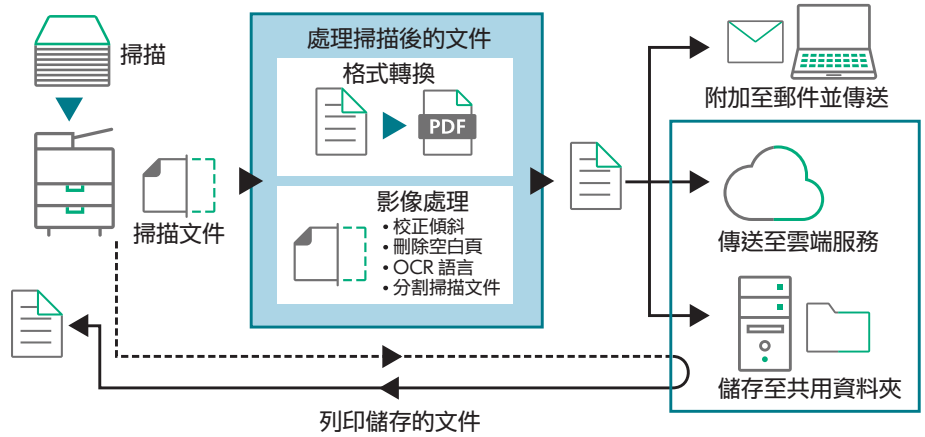 掃描
掃描文件
處理掃描後的文件
格式轉換
PDF
影像處理
• 校正傾斜
• 刪除空白頁
• OCR 語言
• 分割掃描文件
附加至郵件並傳送
傳送至雲端服務
儲存至共用資料夾
列印儲存的文件